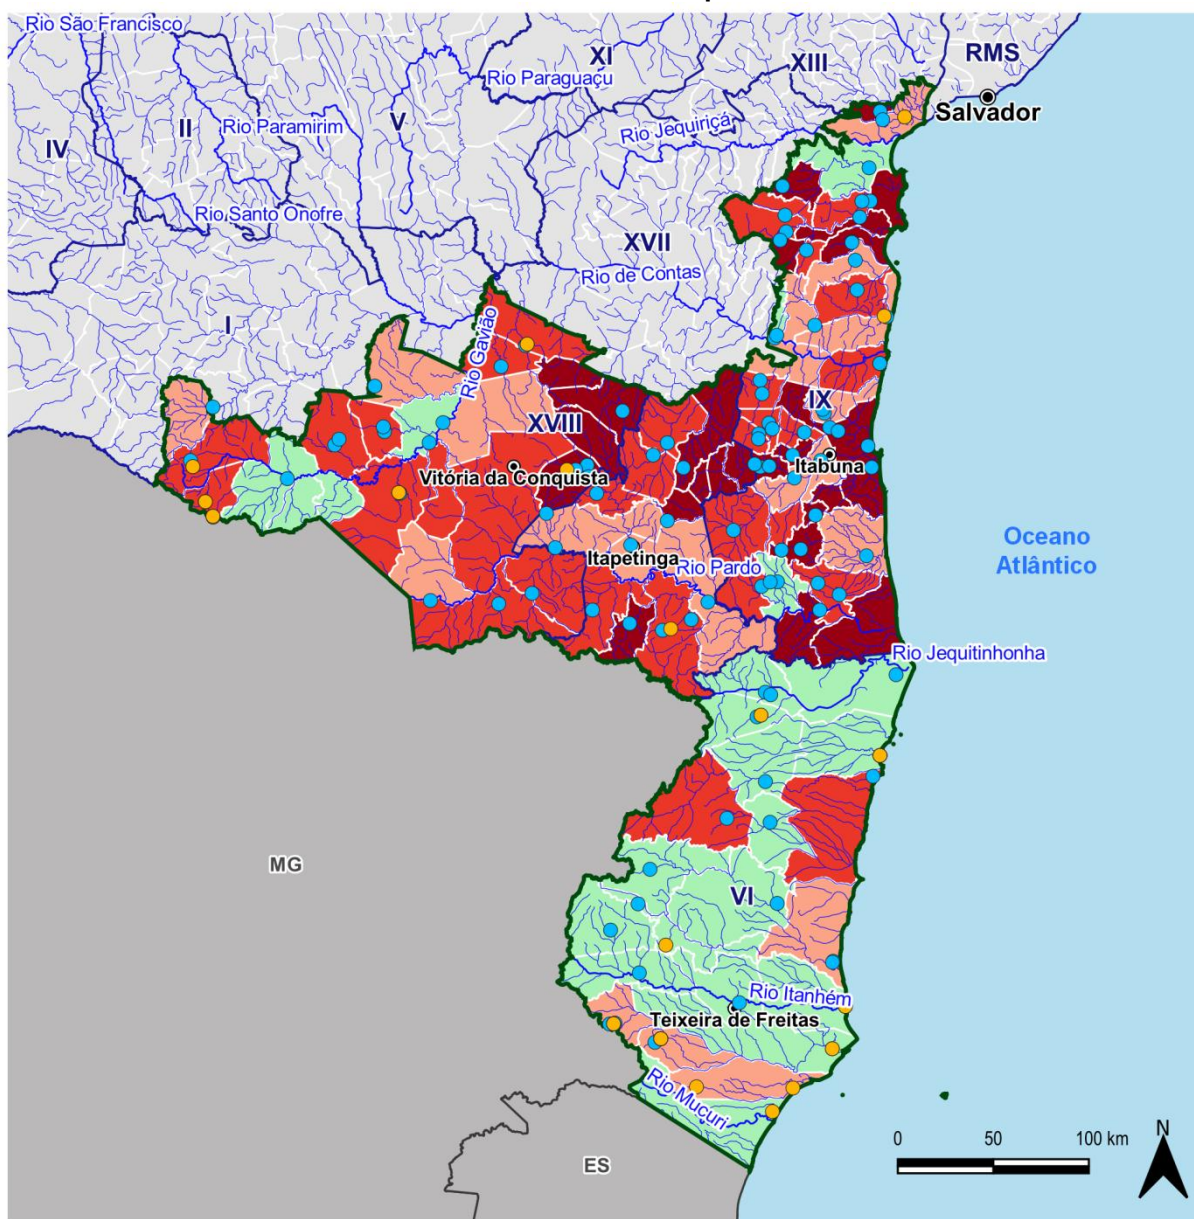 Rio São Francisco
XI
XIII
RMS
Rio Paraguaçu
Salvador
II
V
Rio Paramirim
Rio Jequiriçá
IV
Rio Santo Onofre
XVII
Rio de Contas
I
Rio Gavião
IX
XVIII
Itabuna
Vitória da Conquista
Oceano
Atlântico
Itapetinga
Rio Pardo
Rio Jequitinhonha
MG
VI
Rio Itanhém
Teixeira de Freitas
Rio Mucuri
N
0 50 100 km
ES